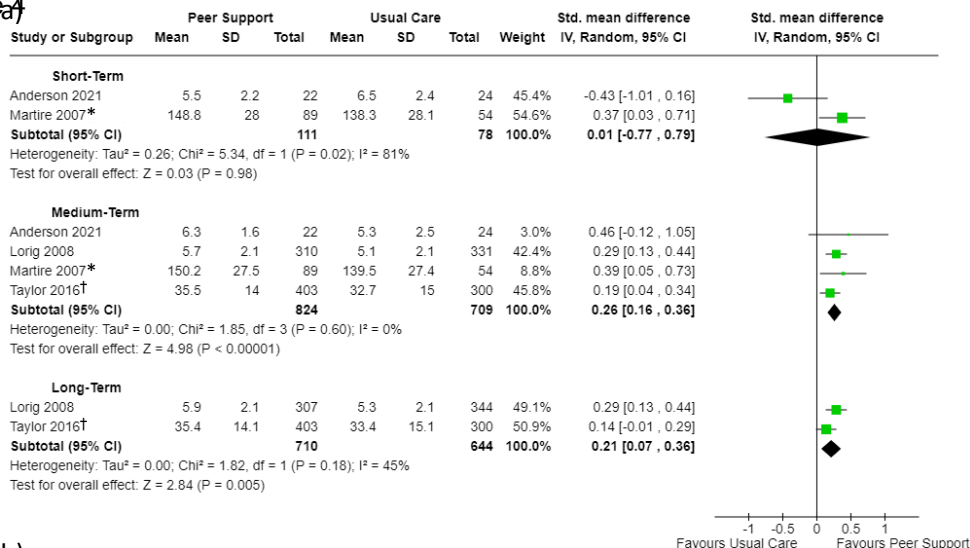 a)
Peer Support Usual Care Std. mean difference Std. mean difference
Study or Subgroup Mean SD Total Mean SD Total Weight IV, Random, 95% CI IV, Random, 95% CI
Short-Term
Anderson 2021 5.5 2.2 22 6.5 2.4 24 45.4% -0.43 [-1.01 , 0.16]
Martire 2007* 148.8 28 89 138.3 28.1 54 54.6% 0.37 [0.03 , 0.71]
Subtotal (95% CI) 111 78 100.0% 0.01 [-0.77 , 0.79]
Heterogeneity: Tau² = 0.26; Chi² = 5.34, df = 1 (P = 0.02); I² = 81%
Test for overall effect: Z = 0.03 (P = 0.98)
Medium-Term
Anderson 2021 6.3 1.6 22 5.3 2.5 24 3.0% 0.46 [-0.12 , 1.05]
Lorig 2008 5.7 2.1 310 5.1 2.1 331 42.4% 0.29 [0.13 , 0.44]
Martire 2007* 150.2 27.5 89 139.5 27.4 54 8.8% 0.39 [0.05 , 0.73]
Taylor 2016† 35.5 14 403 32.7 15 300 45.8% 0.19 [0.04 , 0.34]
Subtotal (95% CI) 824 709 100.0% 0.26 [0.16 , 0.36]
Heterogeneity: Tau² = 0.00; Chi² = 1.85, df = 3 (P = 0.60); I² = 0%
Test for overall effect: Z = 4.98 (P < 0.00001)
Long-Term
Lorig 2008 5.9 2.1 307 5.3 2.1 344 49.1% 0.29 [0.13 , 0.44]
Taylor 2016† 35.4 14.1 403 33.4 15.1 300 50.9% 0.14 [-0.01 , 0.29]
Subtotal (95% CI) 710 644 100.0% 0.21 [0.07 , 0.36]
Heterogeneity: Tau² = 0.00; Chi² = 1.82, df = 1 (P = 0.18); I² = 45%
Test for overall effect: Z = 2.84 (P = 0.005)
-1 -0.5 0 0.5 1
Favours Usual Care Favours Peer Support